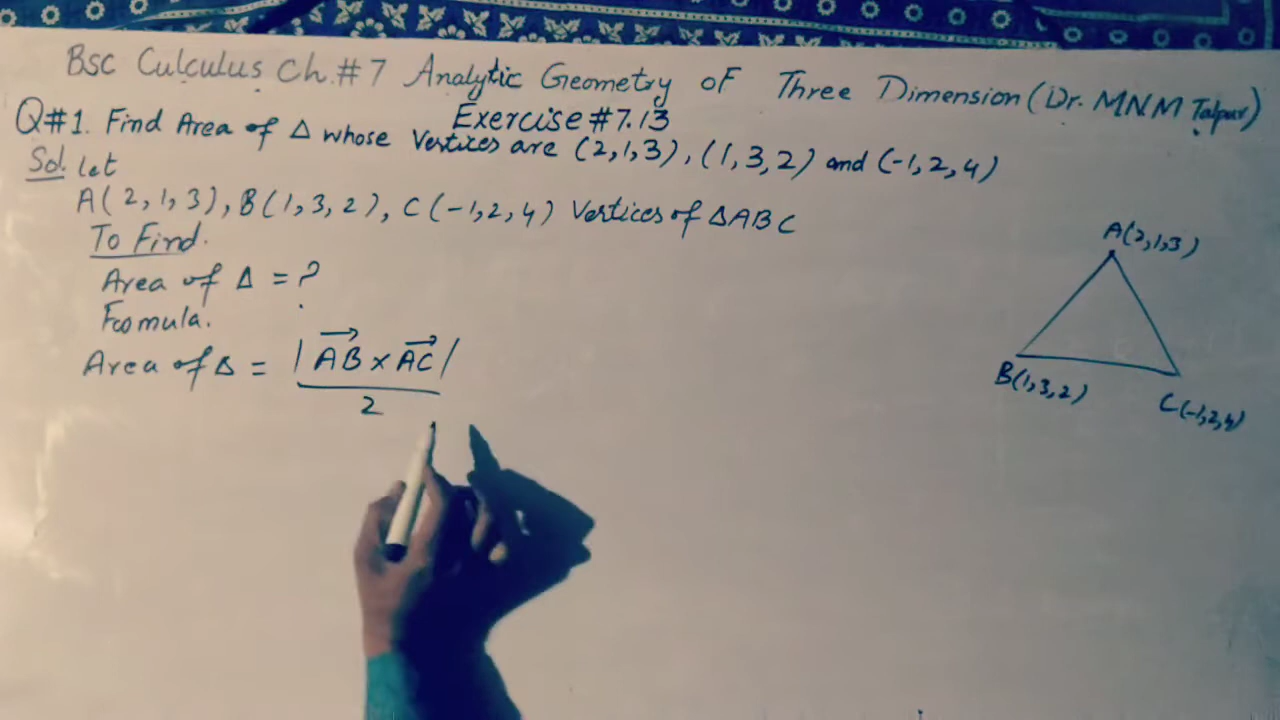 Bsc Culculus Ch.#7 Analytic Geometry of Three Dimension (Dr. MNM Talpur)
Exercise #7.13
Q#1. Find Area of Δ whose Vertices are (2,1,3), (1,3,2) and (-1,2,4)
Sol. Let
A(2,1,3), B(1,3,2), C(-1,2,4) Vertices of ΔABC
To Find.
Area of Δ = ?
Foomula.
Area of Δ = |AB⃗ × AC⃗| / 2
A(2,1,3)
B(1,3,2)
C(-1,2,4)